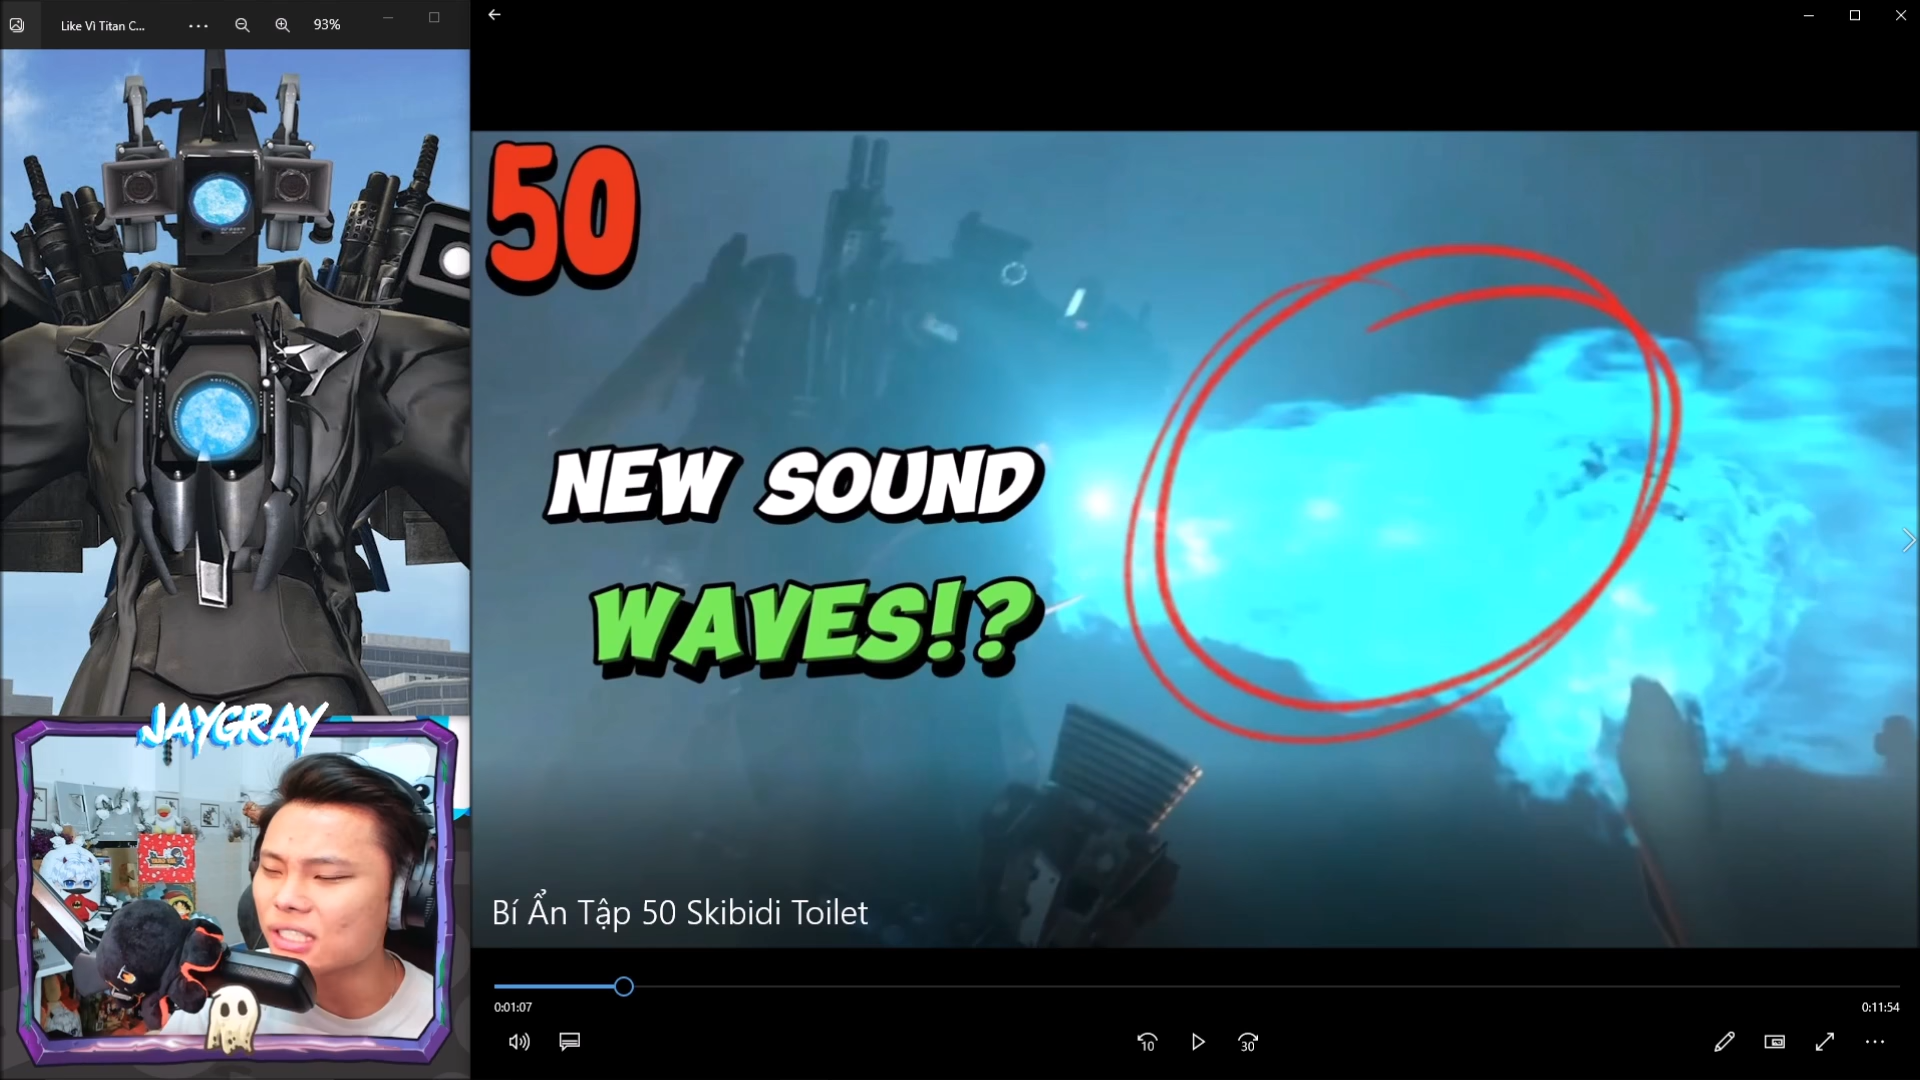 Like Vì Titan C...
93%
50
NEW SOUND
WAVES!?
JAYGRAY
Bí Ẩn Tập 50 Skibidi Toilet
0:01:07
0:11:54
10
30